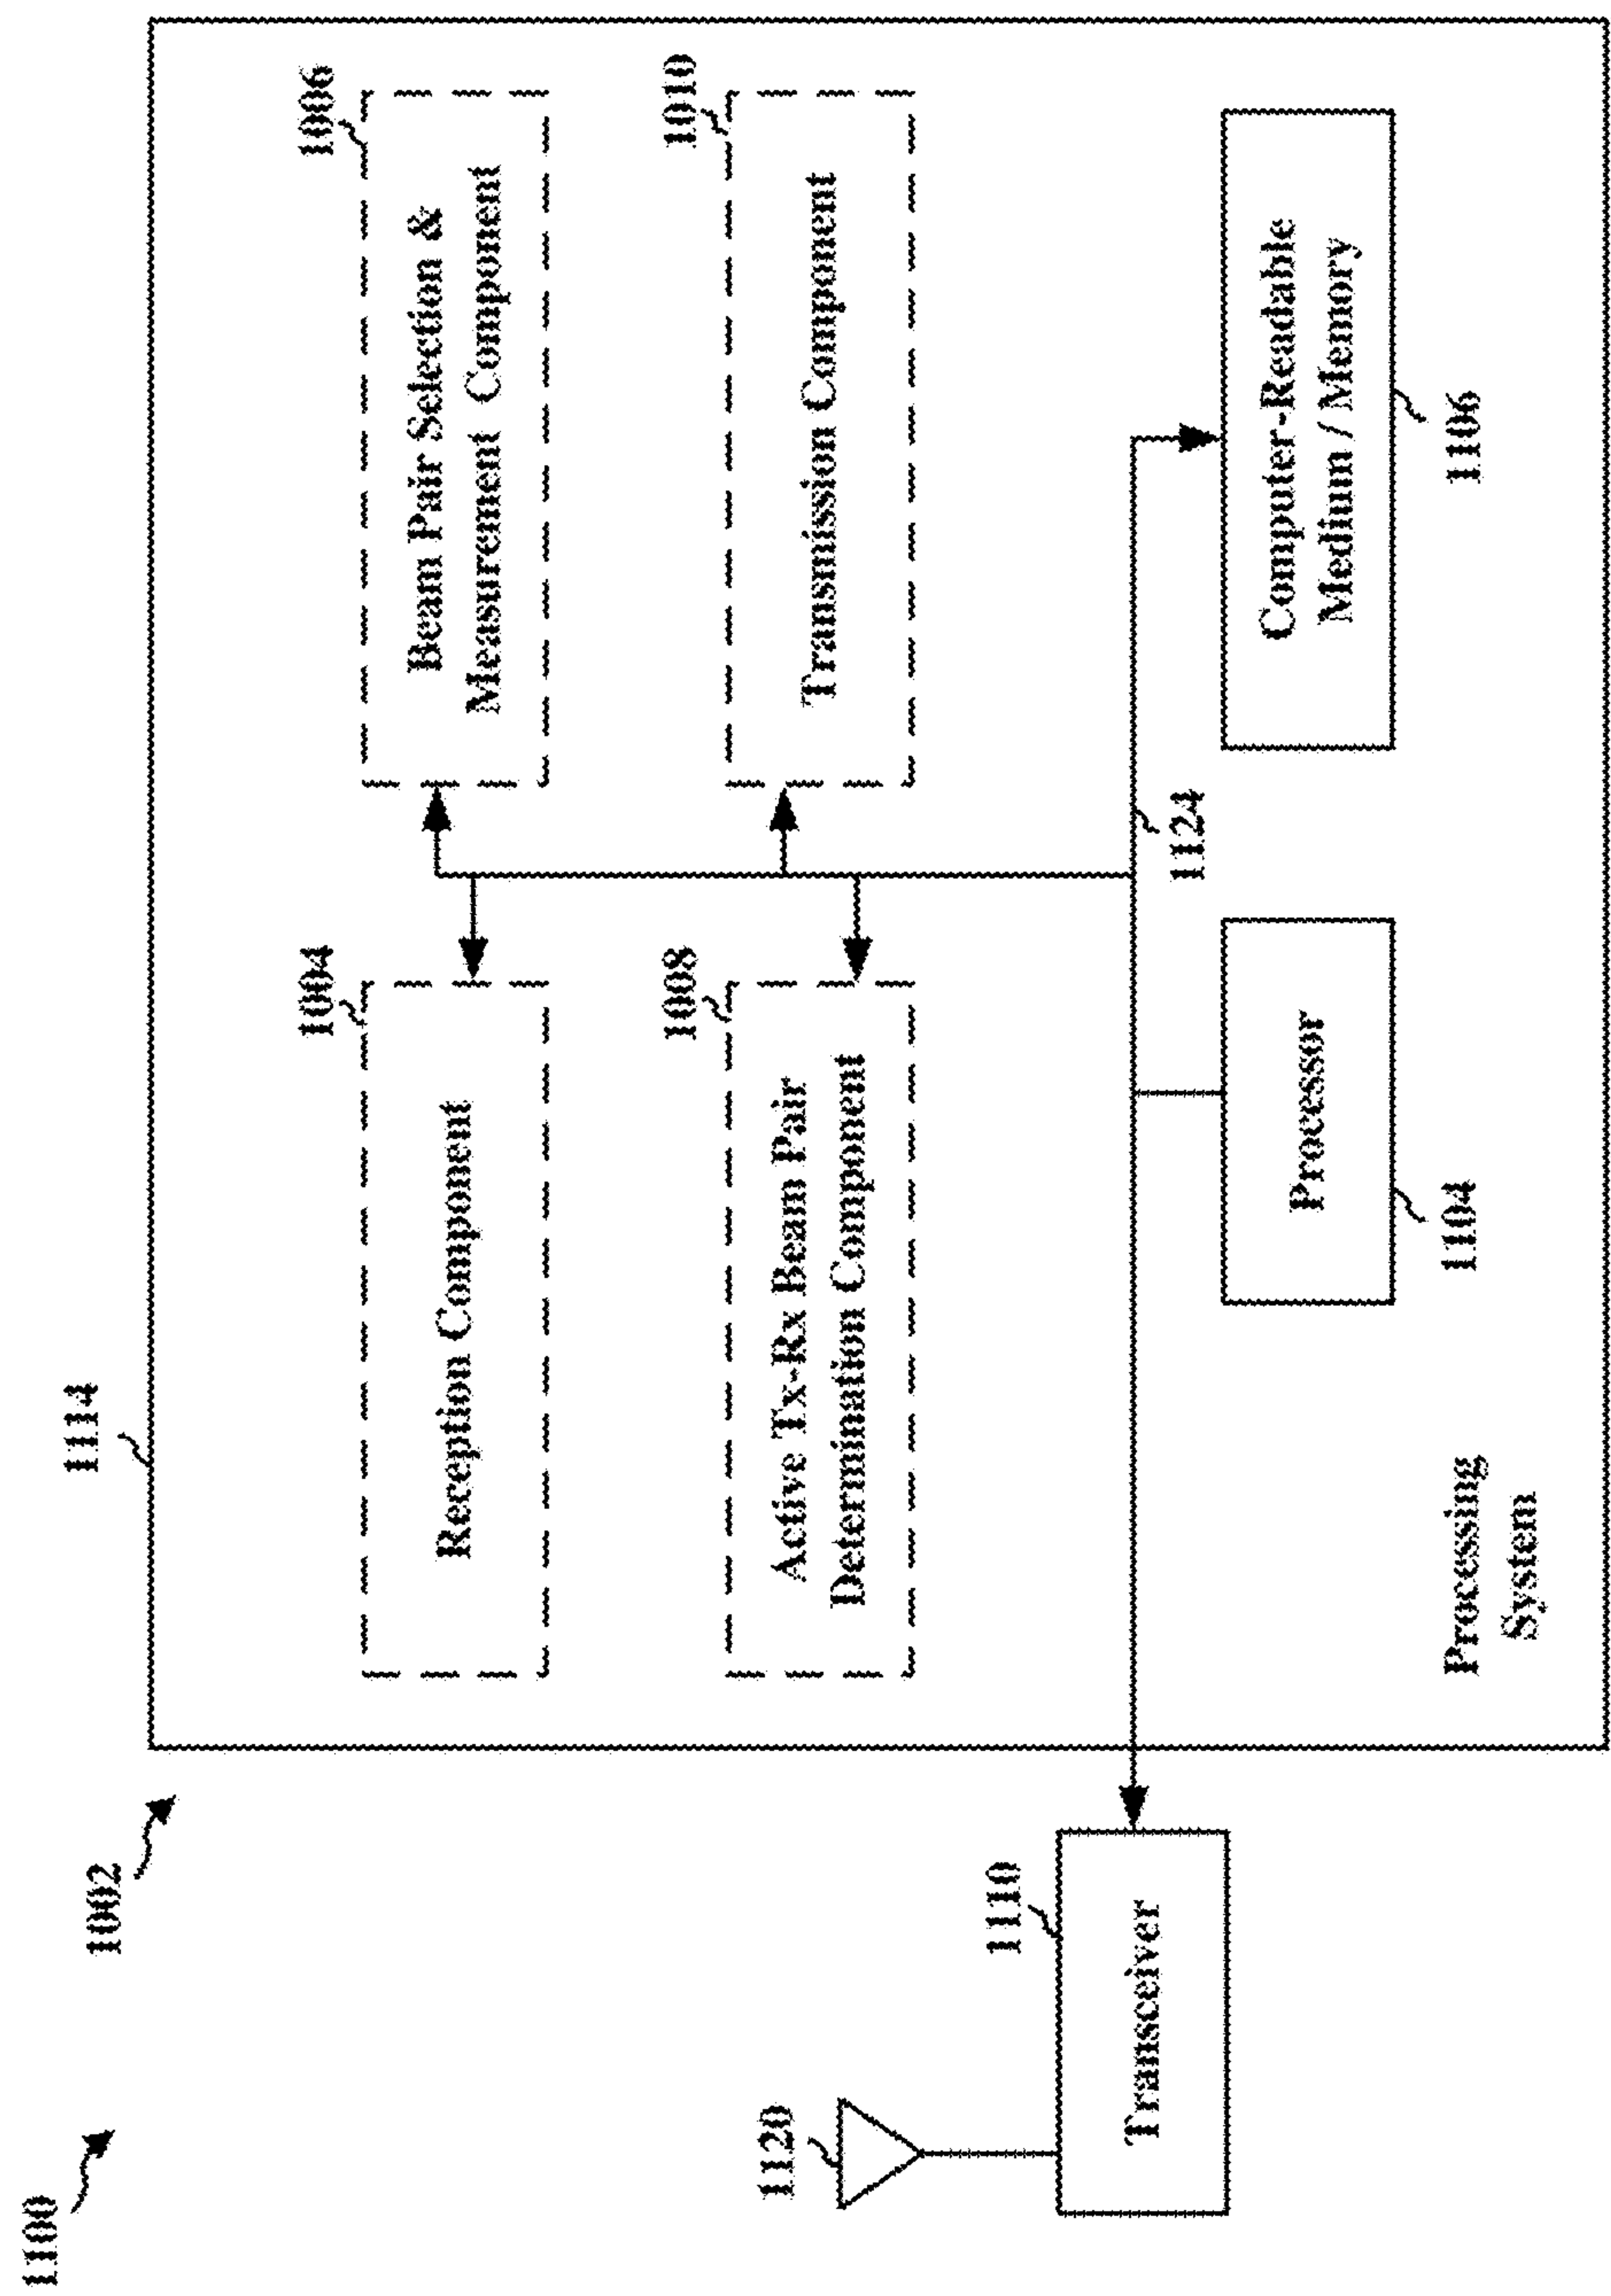 1100
1002
1114
1004
Reception Component
1006
Beam Pair Selection &
Measurement Component
1008
Active Tx-Rx Beam Pair
Determination Component
1010
Transmission Component
1120
1110
Transceiver
1124
Processor
1104
Computer-Readable
Medium / Memory
1106
Processing
System